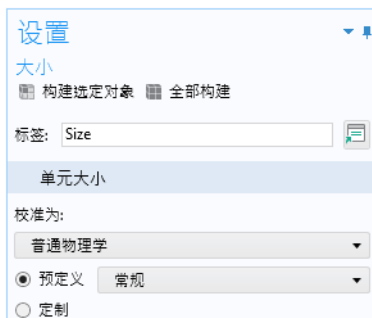 设置
大小
构建选定对象 全部构建
标签: Size
单元大小
校准为:
普通物理学
预定义 常规
定制